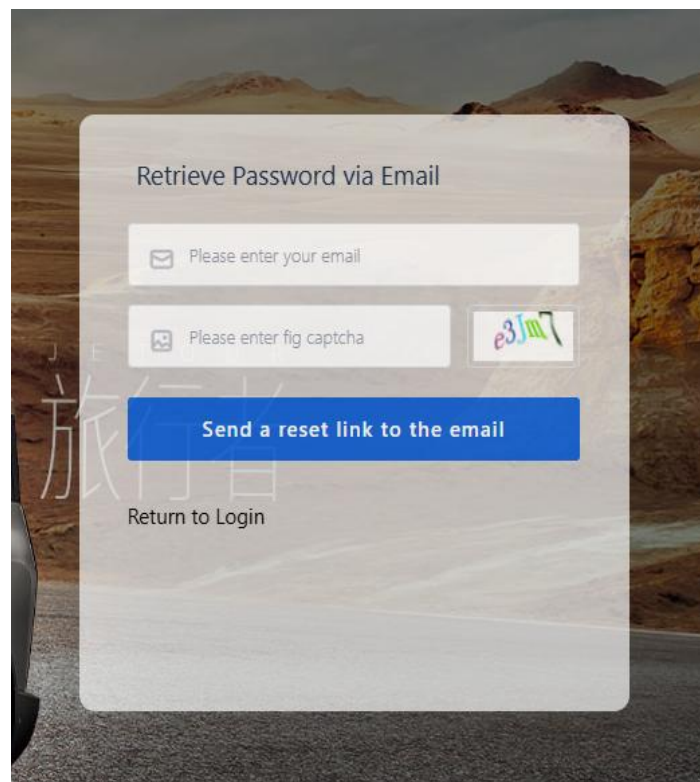 Retrieve Password via Email
Please enter your email
Please enter fig captcha
e3Jm7
Send a reset link to the email
旅行者
Return to Login